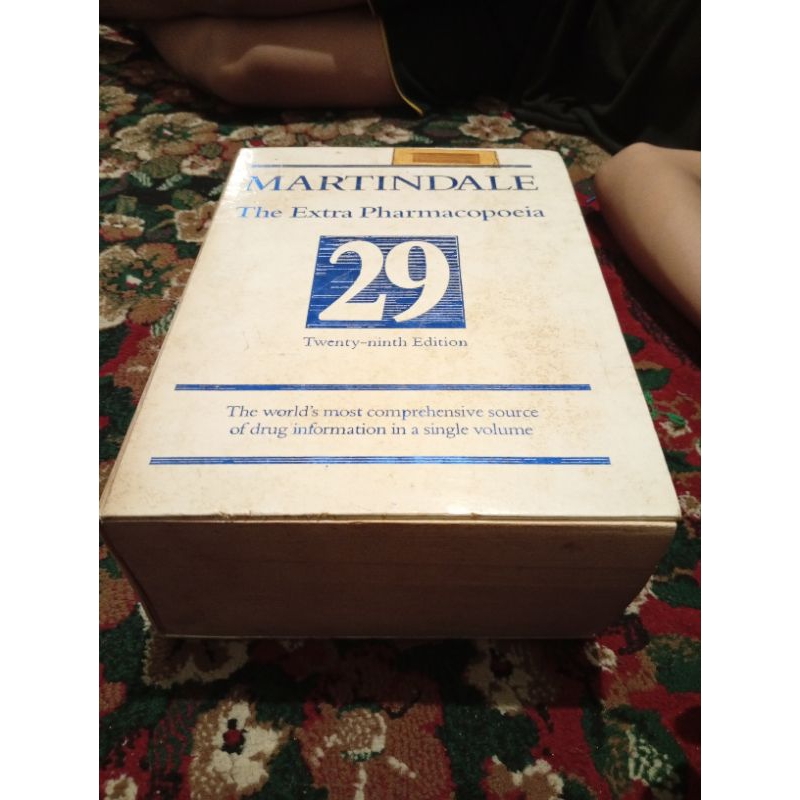 MARTINDALE
The Extra Pharmacopoeia
29
Twenty-ninth Edition
The world's most comprehensive source
of drug information in a single volume